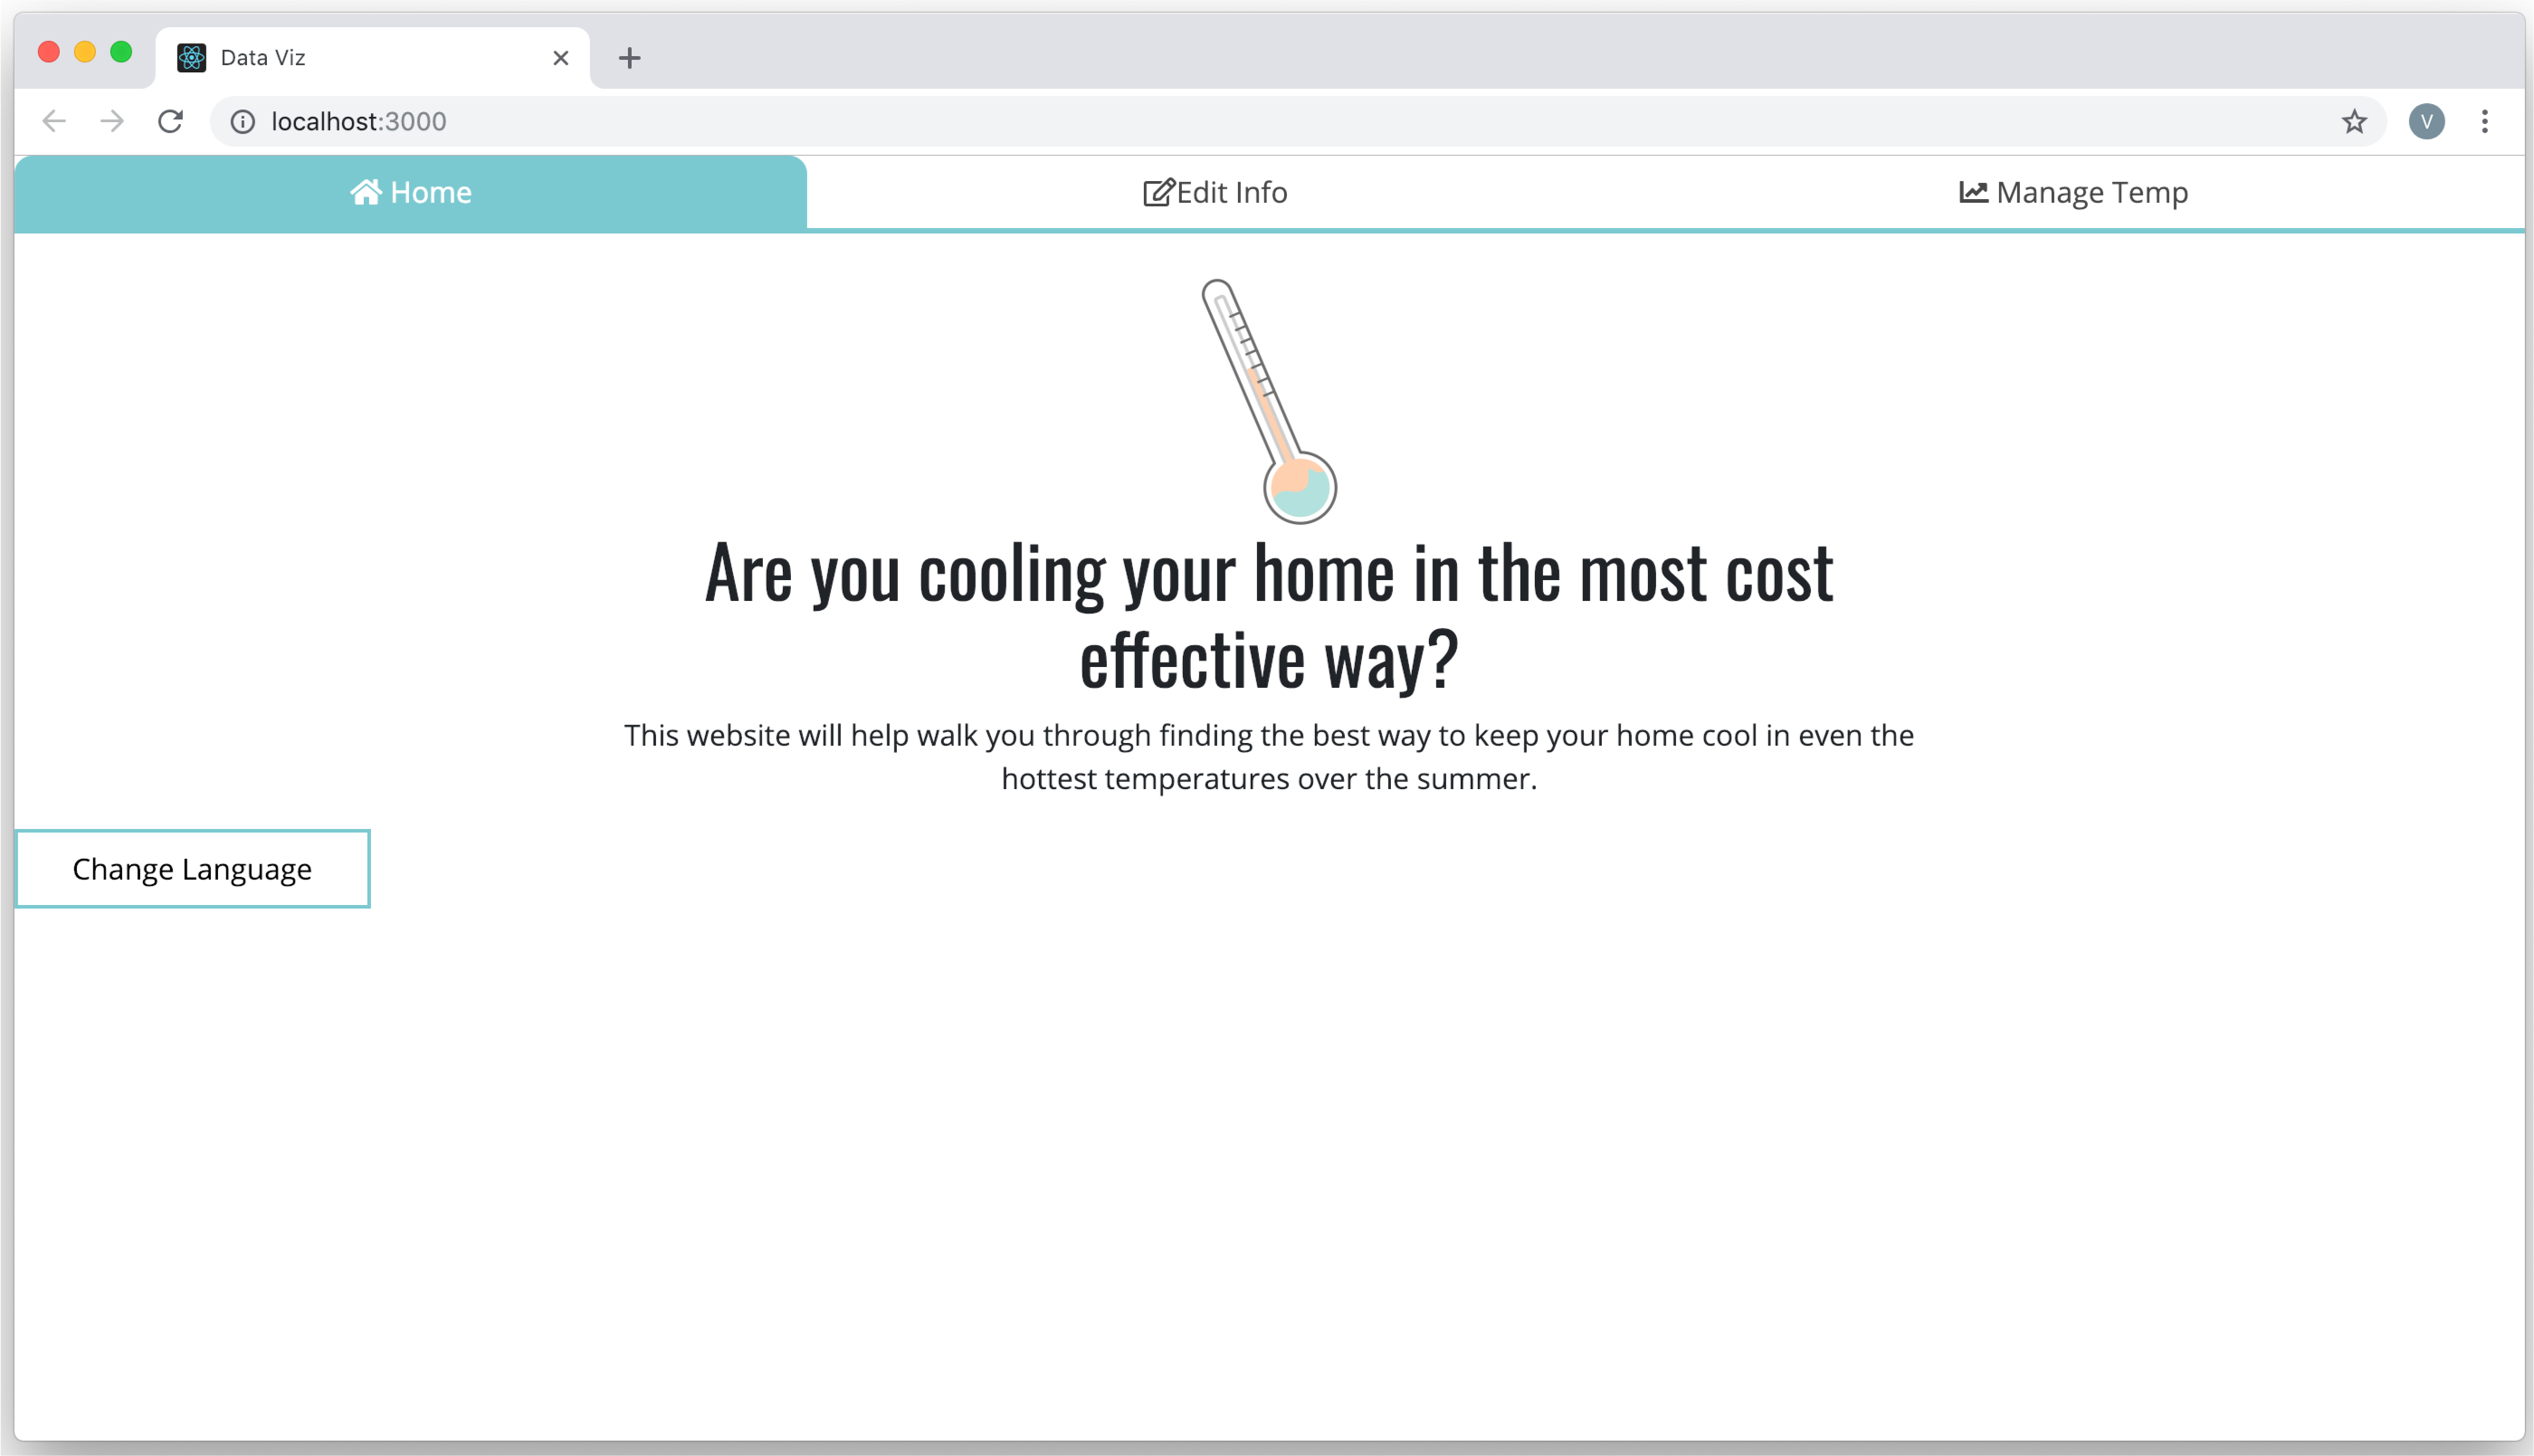 Data Viz
localhost:3000
V
Home
Edit Info
Manage Temp
Are you cooling your home in the most cost
effective way?
This website will help walk you through finding the best way to keep your home cool in even the
hottest temperatures over the summer.
Change Language